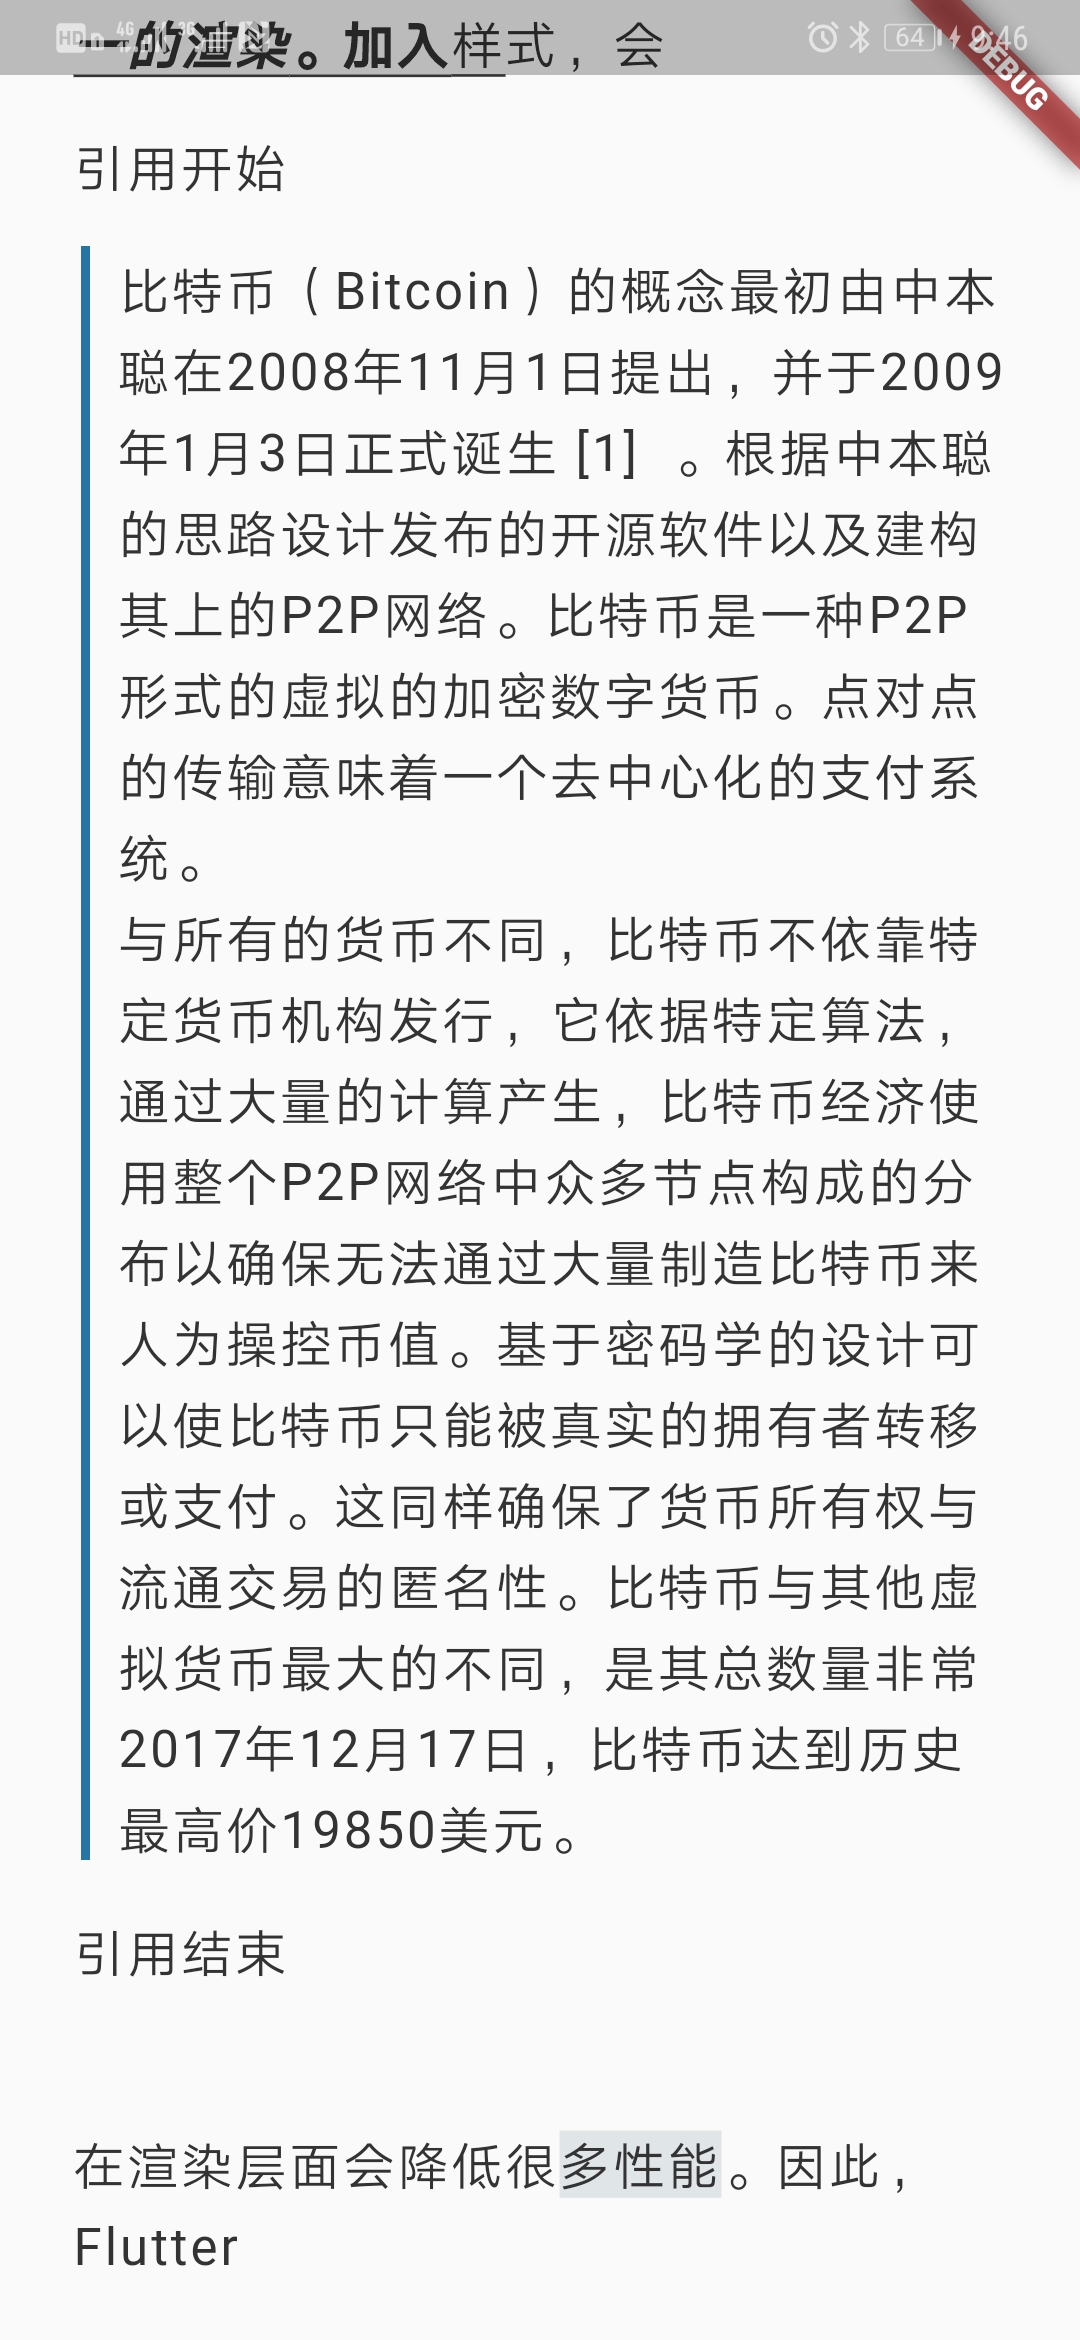 HD 4G 3G 64 9:46
DEBUG
一的渲染。加入样式，会
引用开始
比特币（Bitcoin）的概念最初由中本
聪在2008年11月1日提出，并于2009
年1月3日正式诞生 [1] 。根据中本聪
的思路设计发布的开源软件以及建构
其上的P2P网络。比特币是一种P2P
形式的虚拟的加密数字货币。点对点
的传输意味着一个去中心化的支付系
统。
与所有的货币不同，比特币不依靠特
定货币机构发行，它依据特定算法，
通过大量的计算产生，比特币经济使
用整个P2P网络中众多节点构成的分
布以确保无法通过大量制造比特币来
人为操控币值。基于密码学的设计可
以使比特币只能被真实的拥有者转移
或支付。这同样确保了货币所有权与
流通交易的匿名性。比特币与其他虚
拟货币最大的不同，是其总数量非常
2017年12月17日，比特币达到历史
最高价19850美元。
引用结束
在渲染层面会降低很多性能。因此，
Flutter